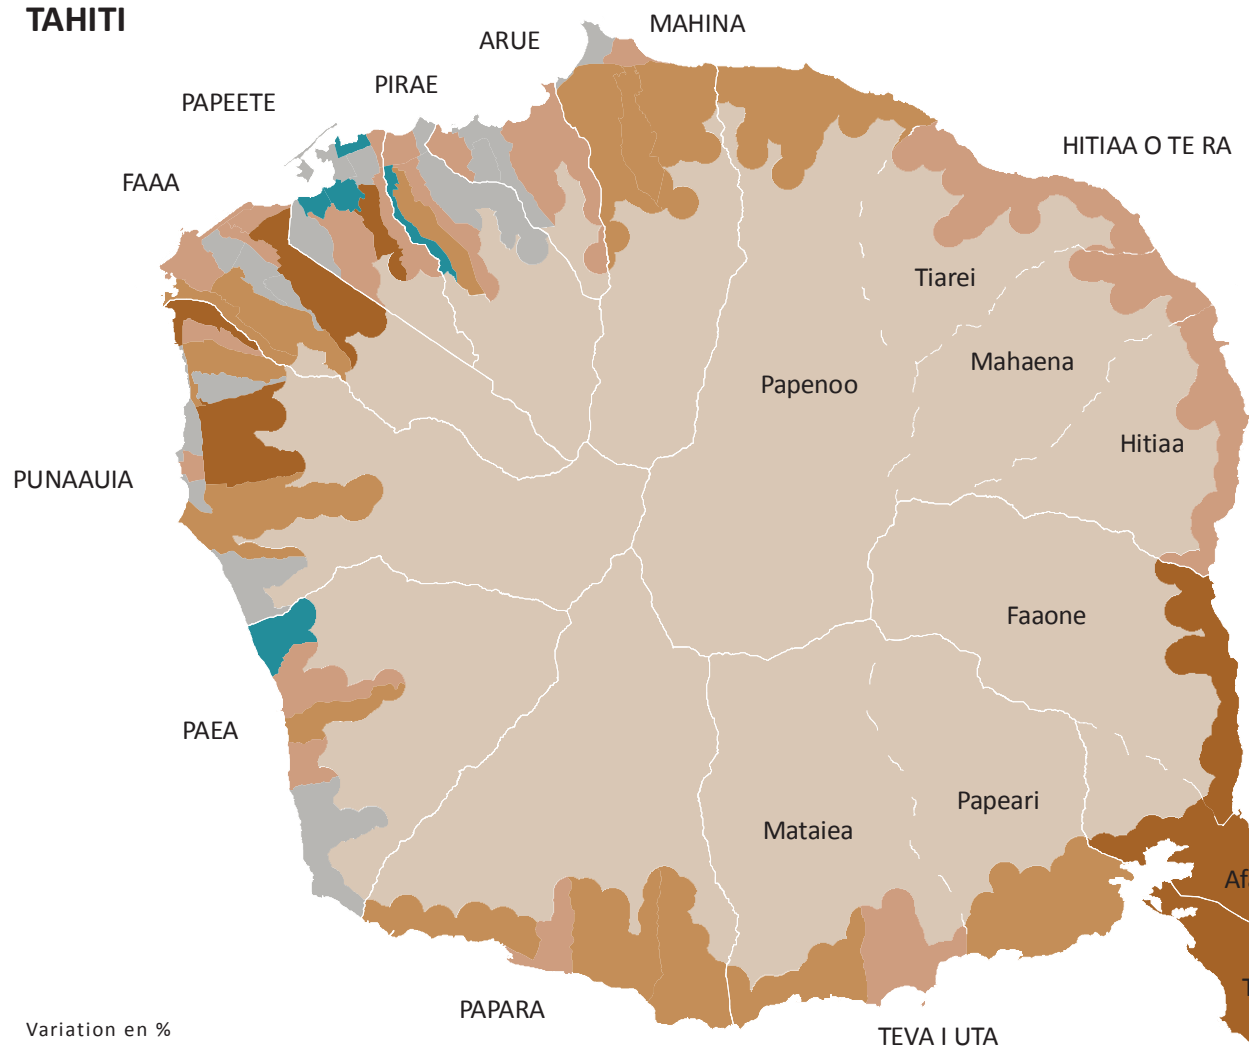 TAHITI
MAHINA
ARUE
PIRAE
PAPEETE
HITIAA O TE RA
FAAA
Tiarei
Mahaena
Papenoo
Hitiaa
PUNAAUIA
Faaone
PAEA
Papeari
Mataiea
Af
T
PAPARA
Variation en %
TEVA I UTA